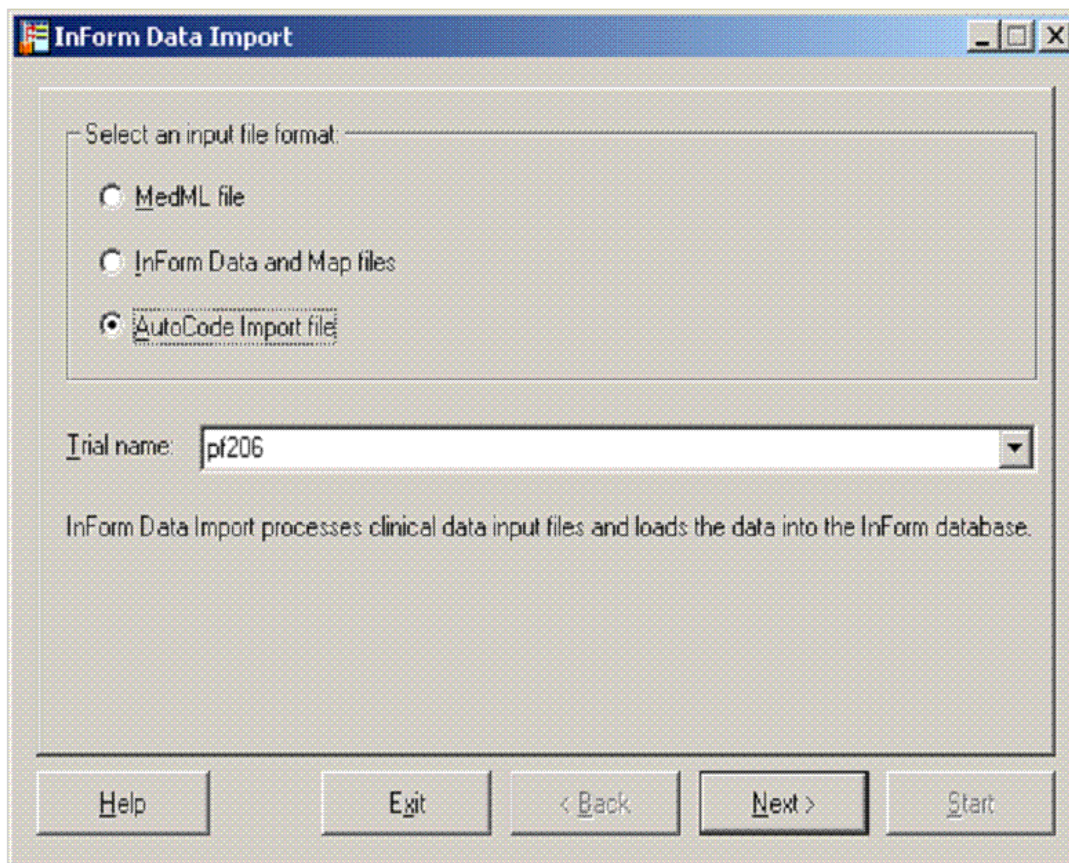 InForm Data Import
Select an input file format:
MedML file
InForm Data and Map files
AutoCode Import file
Trial name: pf206
InForm Data Import processes clinical data input files and loads the data into the InForm database.
Help Exit < Back Next > Start